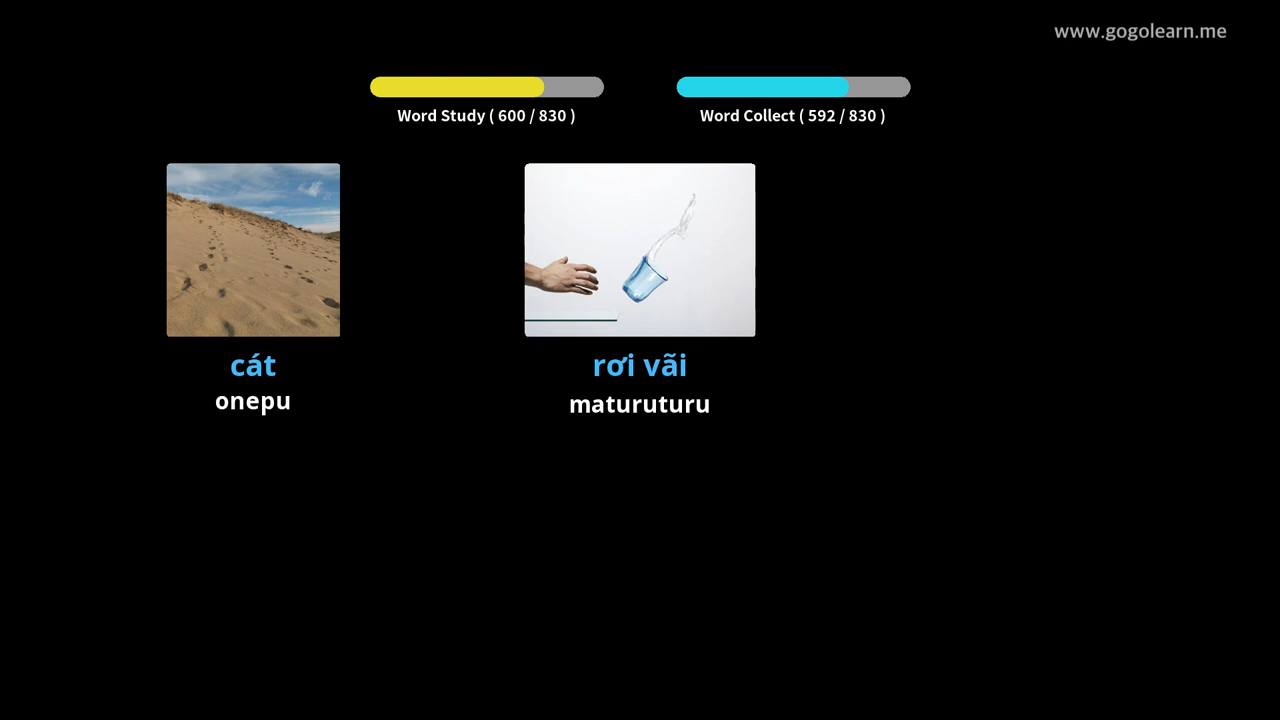 www.gogolearn.me
Word Study ( 600 / 830 )
Word Collect ( 592 / 830 )
cát
onepu
rơi vãi
maturuturu